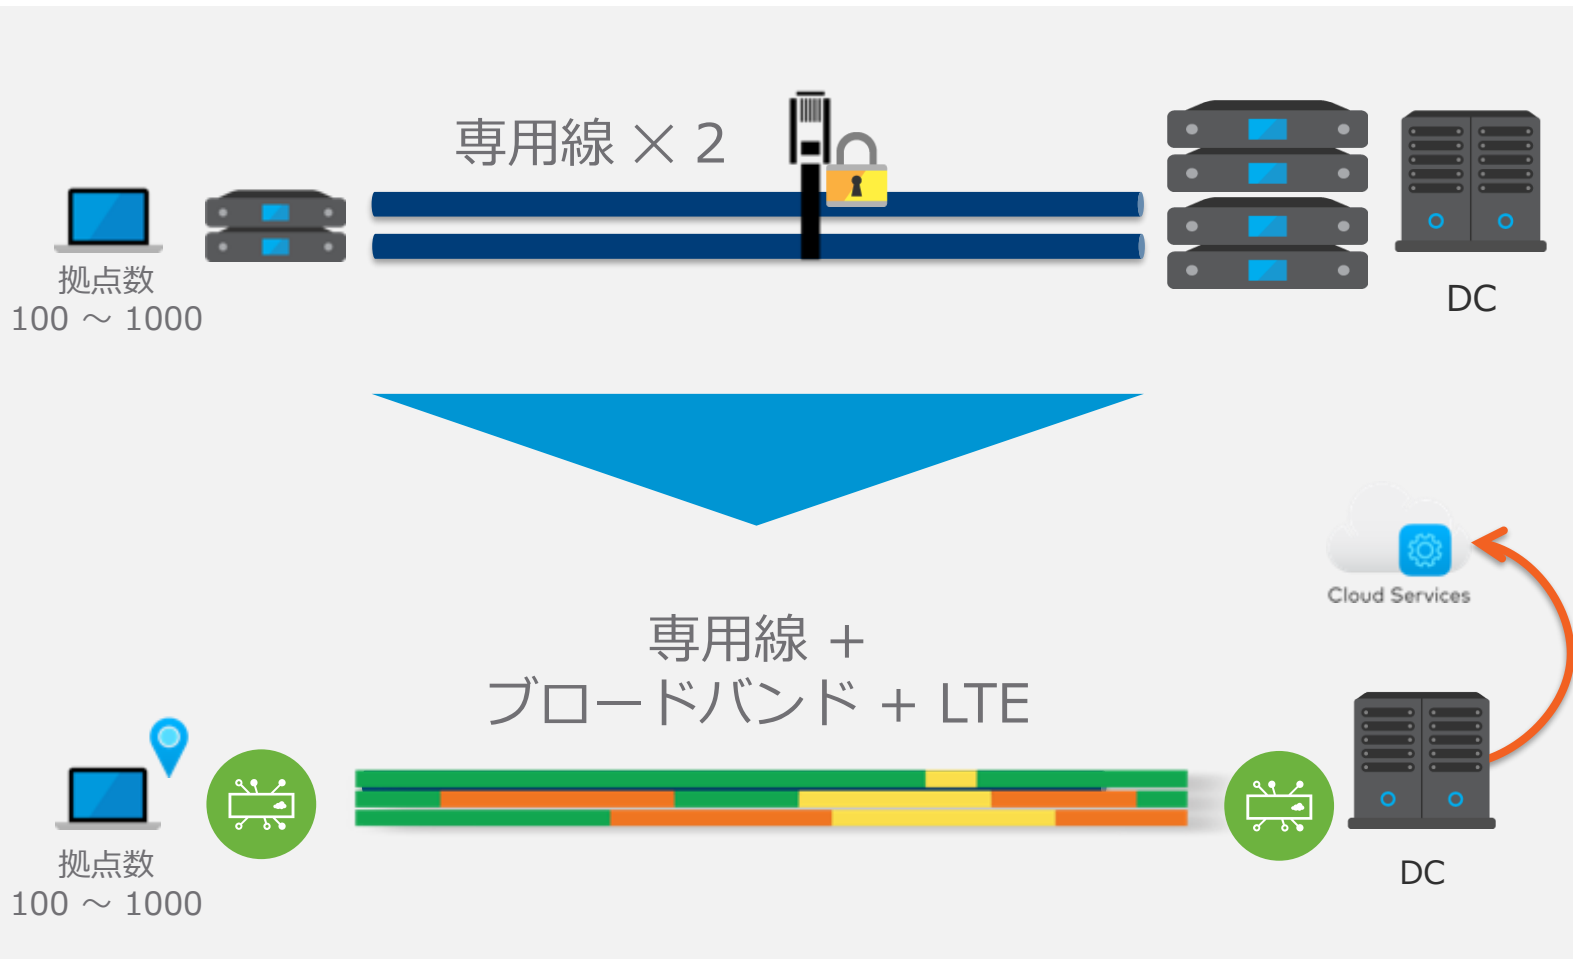 専用線 × 2
拠点数
100 ～ 1000
DC
Cloud Services
専用線 +
ブロードバンド + LTE
拠点数
100 ～ 1000
DC